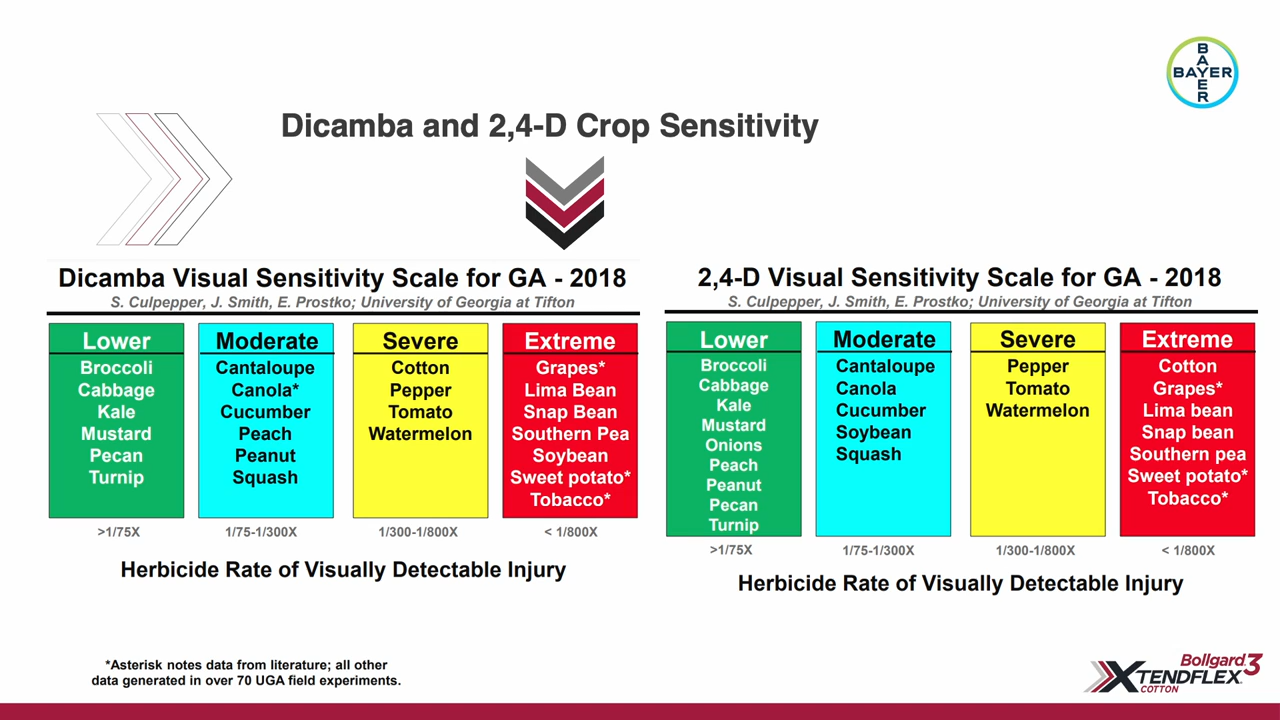 BAYER
BAYER
Dicamba and 2,4-D Crop Sensitivity
Dicamba Visual Sensitivity Scale for GA - 2018
S. Culpepper, J. Smith, E. Prostko; University of Georgia at Tifton
Lower
Broccoli
Cabbage
Kale
Mustard
Pecan
Turnip
>1/75X
Moderate
Cantaloupe
Canola*
Cucumber
Peach
Peanut
Squash
1/75-1/300X
Severe
Cotton
Pepper
Tomato
Watermelon
1/300-1/800X
Extreme
Grapes*
Lima Bean
Snap Bean
Southern Pea
Soybean
Sweet potato*
Tobacco*
< 1/800X
Herbicide Rate of Visually Detectable Injury
2,4-D Visual Sensitivity Scale for GA - 2018
S. Culpepper, J. Smith, E. Prostko; University of Georgia at Tifton
Lower
Broccoli
Cabbage
Kale
Mustard
Onions
Peach
Peanut
Pecan
Turnip
>1/75X
Moderate
Cantaloupe
Canola
Cucumber
Soybean
Squash
1/75-1/300X
Severe
Pepper
Tomato
Watermelon
1/300-1/800X
Extreme
Cotton
Grapes*
Lima bean
Snap bean
Southern pea
Sweet potato*
Tobacco*
< 1/800X
Herbicide Rate of Visually Detectable Injury
*Asterisk notes data from literature; all other
data generated in over 70 UGA field experiments.
Bollgard 3
XTENDFLEX
COTTON